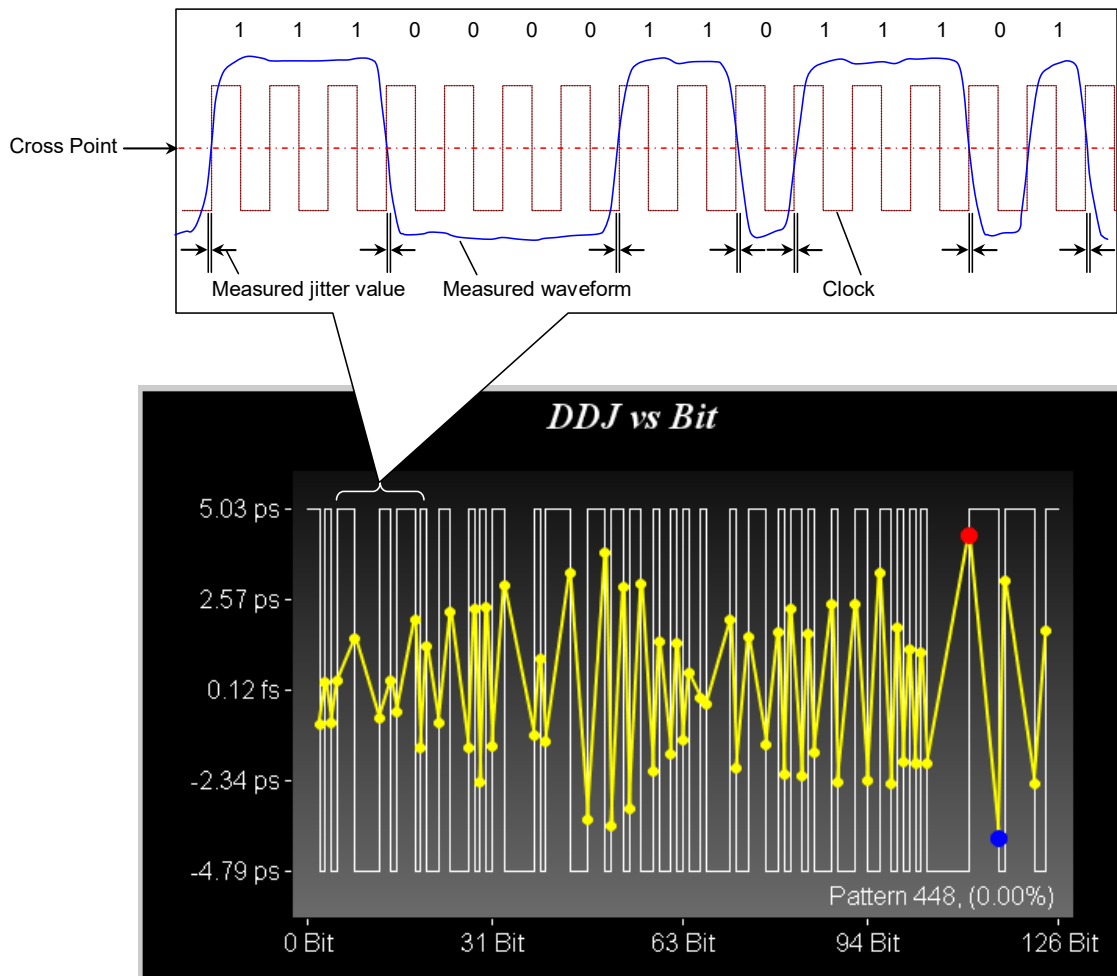 1 1 1 0 0 0 0 1 1 0 1 1 1 0 1
Cross Point
Measured jitter value
Measured waveform
Clock
DDJ vs Bit
5.03 ps
2.57 ps
0.12 fs
-2.34 ps
-4.79 ps
Pattern 448, (0.00%)
0 Bit 31 Bit 63 Bit 94 Bit 126 Bit